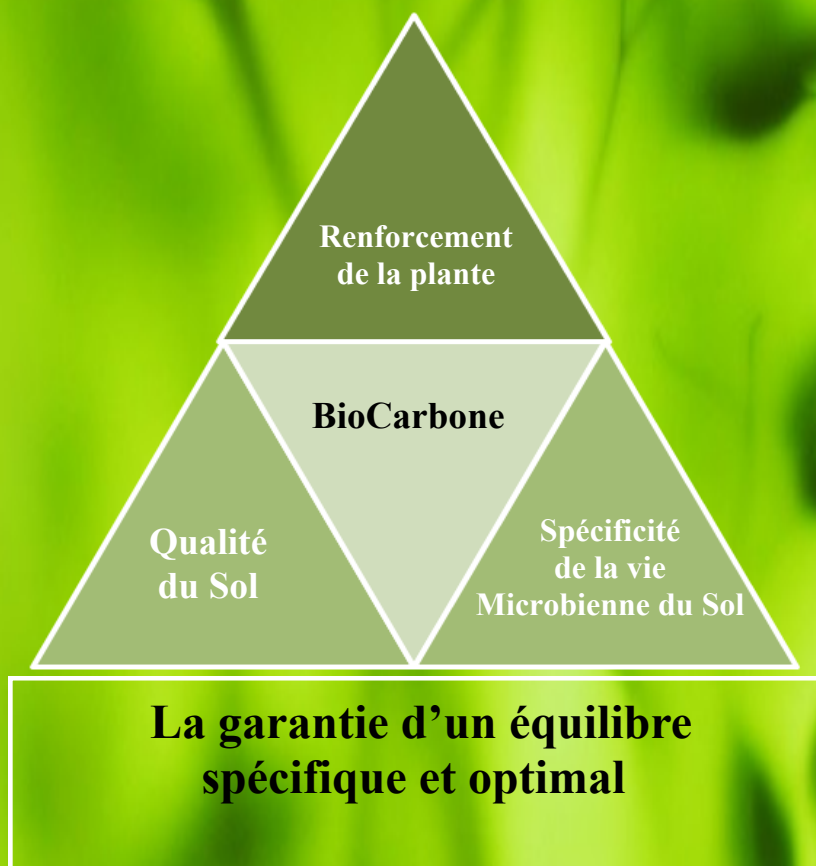 Renforcement
de la plante
BioCarbone
Qualité
du Sol
Spécificité
de la vie
Microbienne du Sol
La garantie d’un équilibre
spécifique et optimal